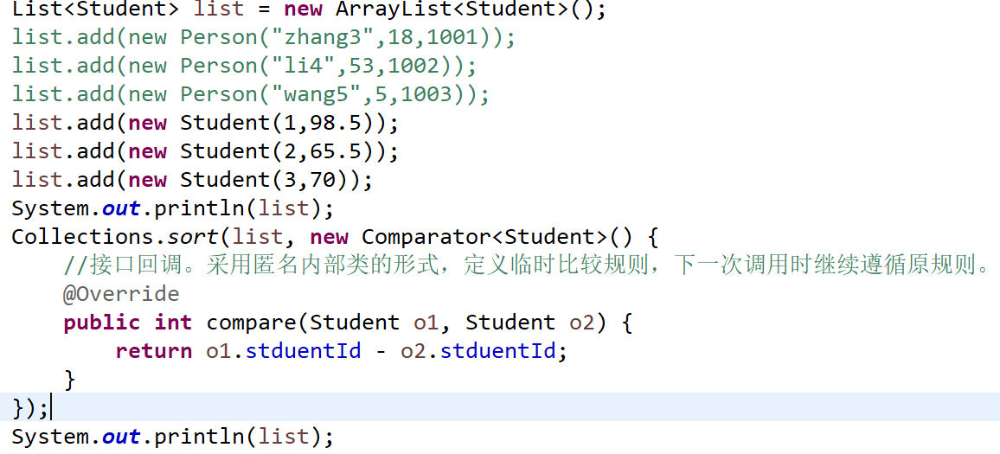 List<Student> list = new ArrayList<Student>();
list.add(new Person("zhang3",18,1001));
list.add(new Person("li4",53,1002));
list.add(new Person("wang5",5,1003));
list.add(new Student(1,98.5));
list.add(new Student(2,65.5));
list.add(new Student(3,70));
System.out.println(list);
Collections.sort(list, new Comparator<Student>() {
    //接口回调。采用匿名内部类的形式，定义临时比较规则，下一次调用时继续遵循原规则。
    @Override
    public int compare(Student o1, Student o2) {
        return o1.stduentId - o2.stduentId;
    }
});
System.out.println(list);